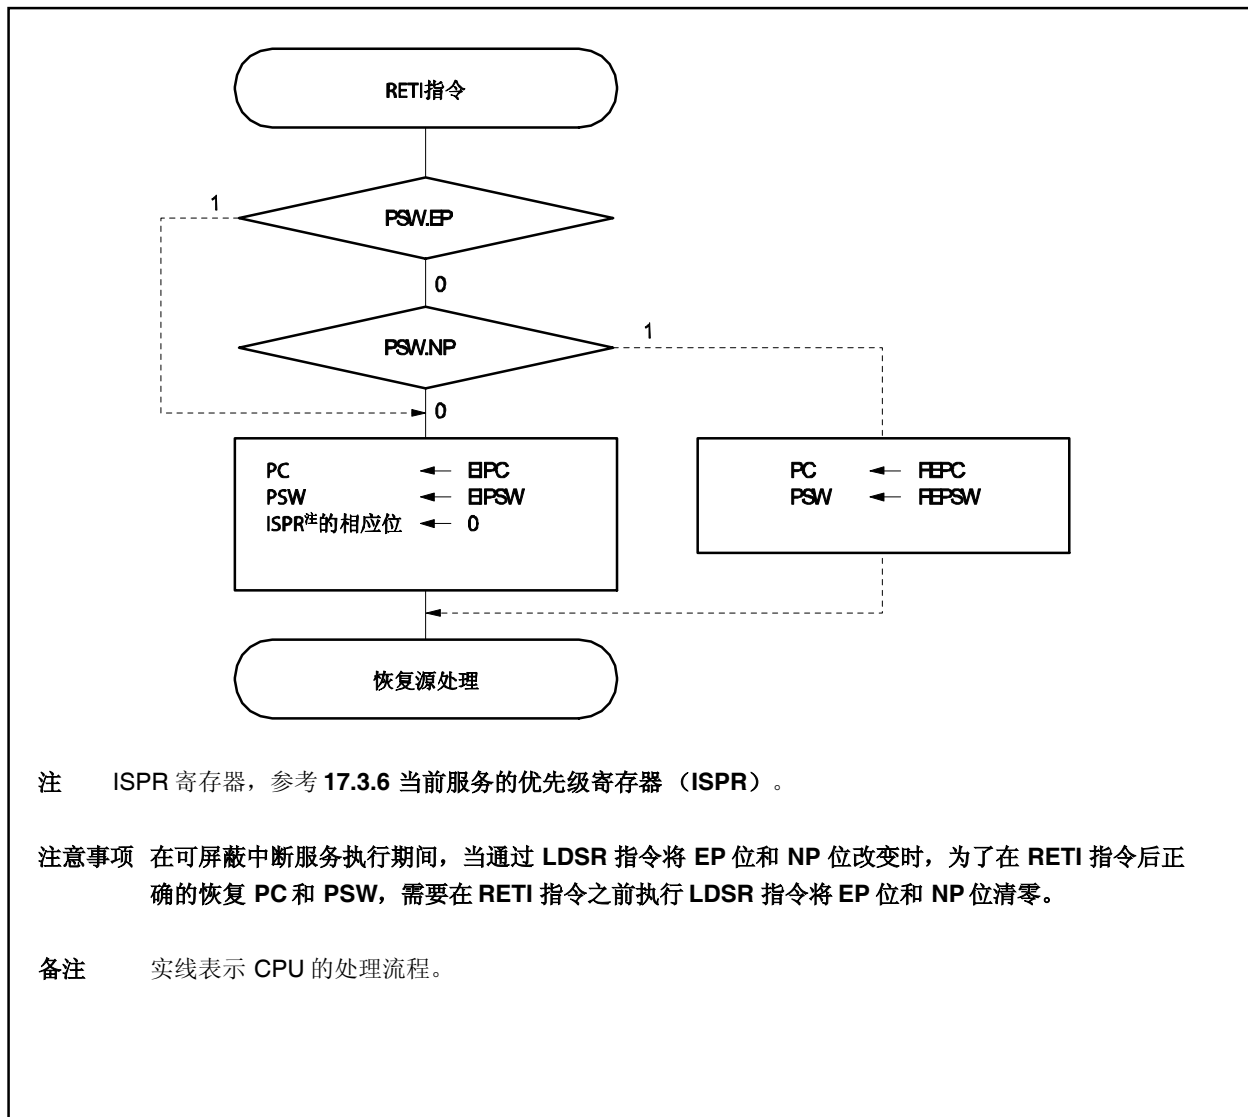 RETI指令
1
PSW.EP
0
PSW.NP
1
0
PC ← EIPC
PSW ← EIPSW
ISPR注的相应位 ← 0
PC ← FEPC
PSW ← FEPSW
恢复源处理
注 ISPR 寄存器，参考 17.3.6 当前服务的优先级寄存器 （ISPR）。
注意事项 在可屏蔽中断服务执行期间，当通过 LDSR 指令将 EP 位和 NP 位改变时，为了在 RETI 指令后正
确的恢复 PC 和 PSW，需要在 RETI 指令之前执行 LDSR 指令将 EP 位和 NP 位清零。
备注 实线表示 CPU 的处理流程。